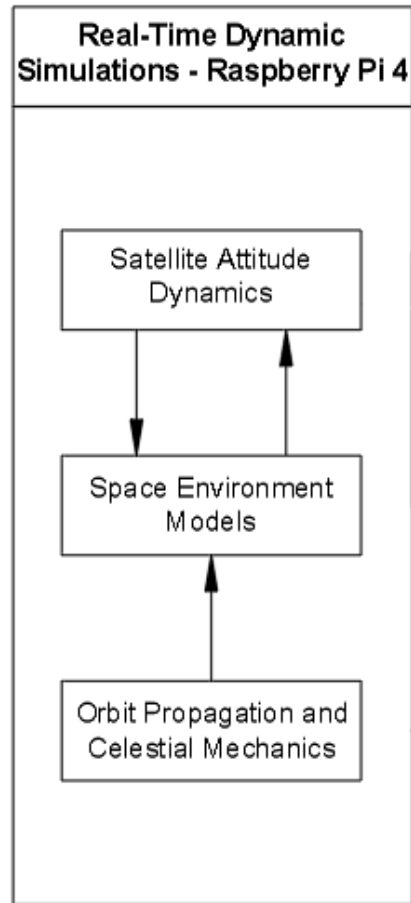 Real-Time Dynamic
Simulations - Raspberry Pi 4
Satellite Attitude
Dynamics
Space Environment
Models
Orbit Propagation and
Celestial Mechanics